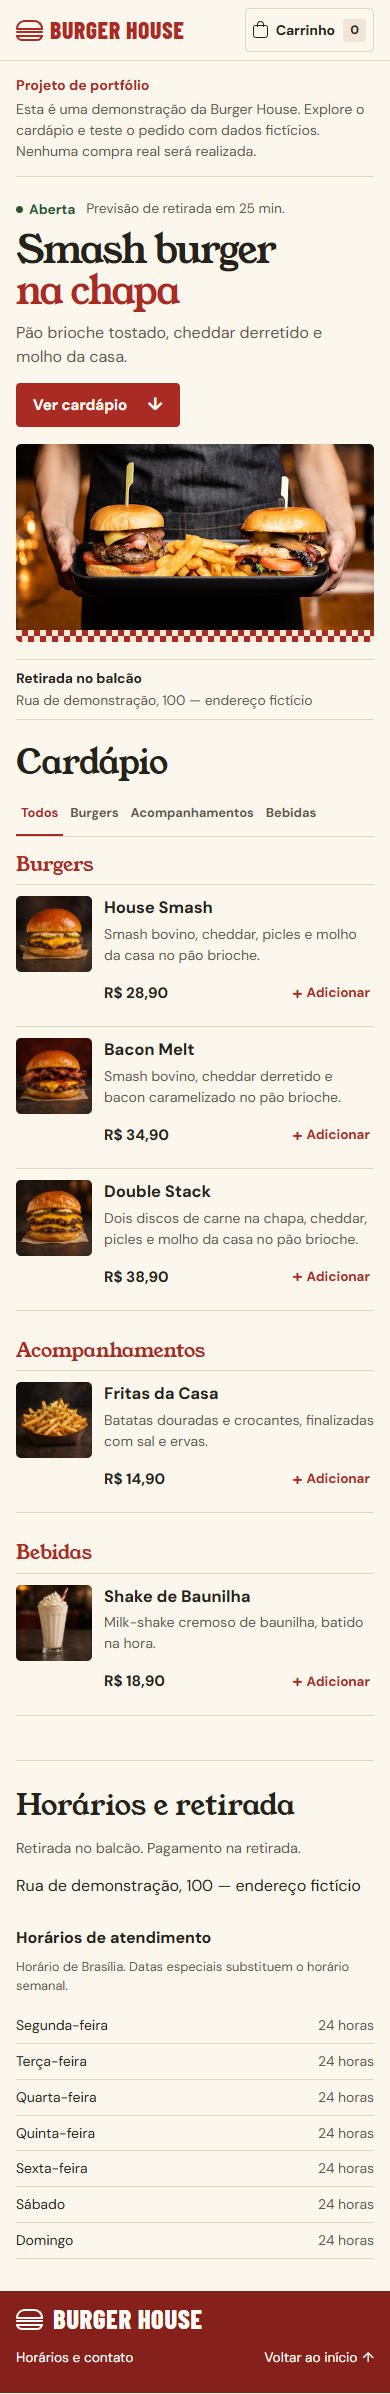 BURGER HOUSE
Carrinho 0
Projeto de portfólio
Esta é uma demonstração da Burger House. Explore o
cardápio e teste o pedido com dados fictícios.
Nenhuma compra real será realizada.
Aberta Previsão de retirada em 25 min.
Smash burger
na chapa
Pão brioche tostado, cheddar derretido e
molho da casa.
Ver cardápio ↓
Retirada no balcão
Rua de demonstração, 100 — endereço fictício
Cardápio
Todos Burgers Acompanhamentos Bebidas
Burgers
House Smash
Smash bovino, cheddar, picles e molho
da casa no pão brioche.
R$ 28,90 + Adicionar
Bacon Melt
Smash bovino, cheddar derretido e
bacon caramelizado no pão brioche.
R$ 34,90 + Adicionar
Double Stack
Dois discos de carne na chapa, cheddar,
picles e molho da casa no pão brioche.
R$ 38,90 + Adicionar
Acompanhamentos
Fritas da Casa
Batatas douradas e crocantes, finalizadas
com sal e ervas.
R$ 14,90 + Adicionar
Bebidas
Shake de Baunilha
Milk-shake cremoso de baunilha, batido
na hora.
R$ 18,90 + Adicionar
Horários e retirada
Retirada no balcão. Pagamento na retirada.
Rua de demonstração, 100 — endereço fictício
Horários de atendimento
Horário de Brasília. Datas especiais substituem o horário
semanal.
Segunda-feira 24 horas
Terça-feira 24 horas
Quarta-feira 24 horas
Quinta-feira 24 horas
Sexta-feira 24 horas
Sábado 24 horas
Domingo 24 horas
BURGER HOUSE
Horários e contato Voltar ao início ↑